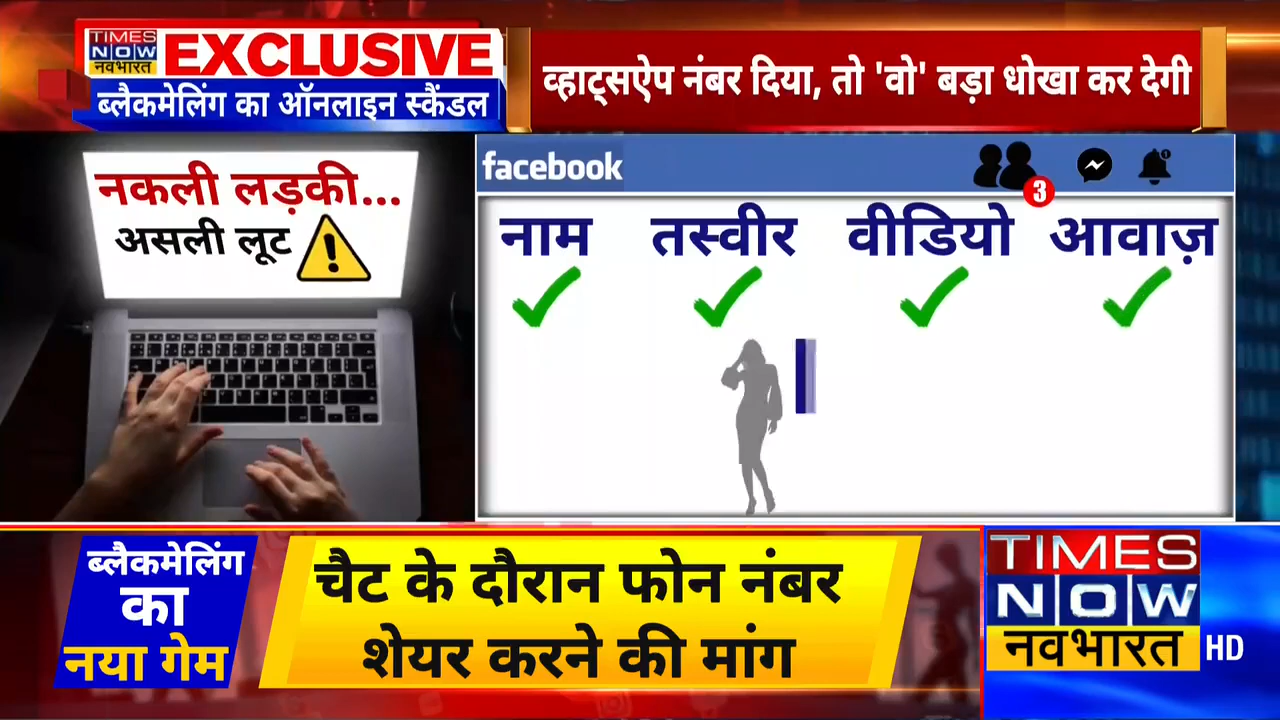 TIMES
NOW
नवभारत
EXCLUSIVE
ब्लैकमेलिंग का ऑनलाइन स्कैंडल
व्हाट्सऐप नंबर दिया, तो 'वो' बड़ा धोखा कर देगी
नकली लड़की...
असली लूट
facebook
3
1
नाम तस्वीर वीडियो आवाज़
ब्लैकमेलिंग
का
नया गेम
चैट के दौरान फोन नंबर
शेयर करने की मांग
TIMES
NOW
नवभारत HD